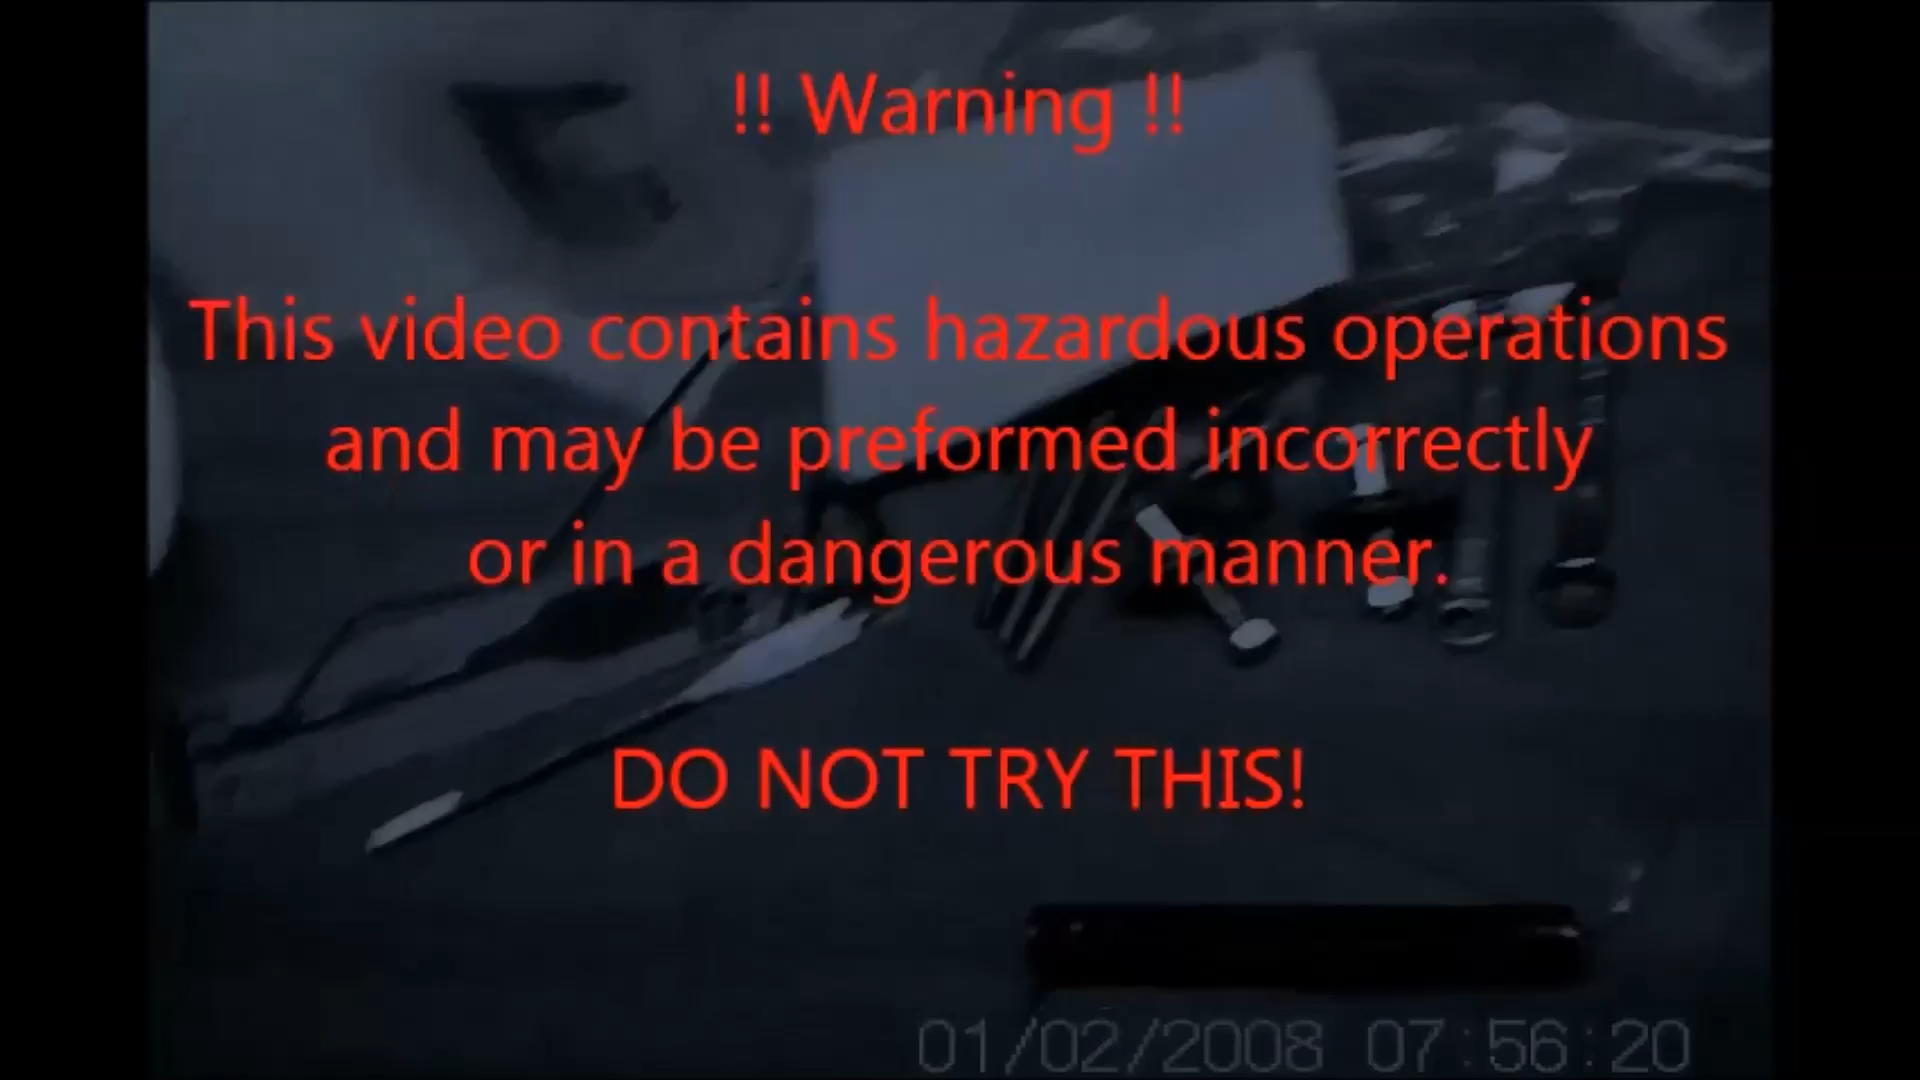 !! Warning !!
This video contains hazardous operations
and may be preformed incorrectly
or in a dangerous manner.
DO NOT TRY THIS!
01/02/2008 07:56:20